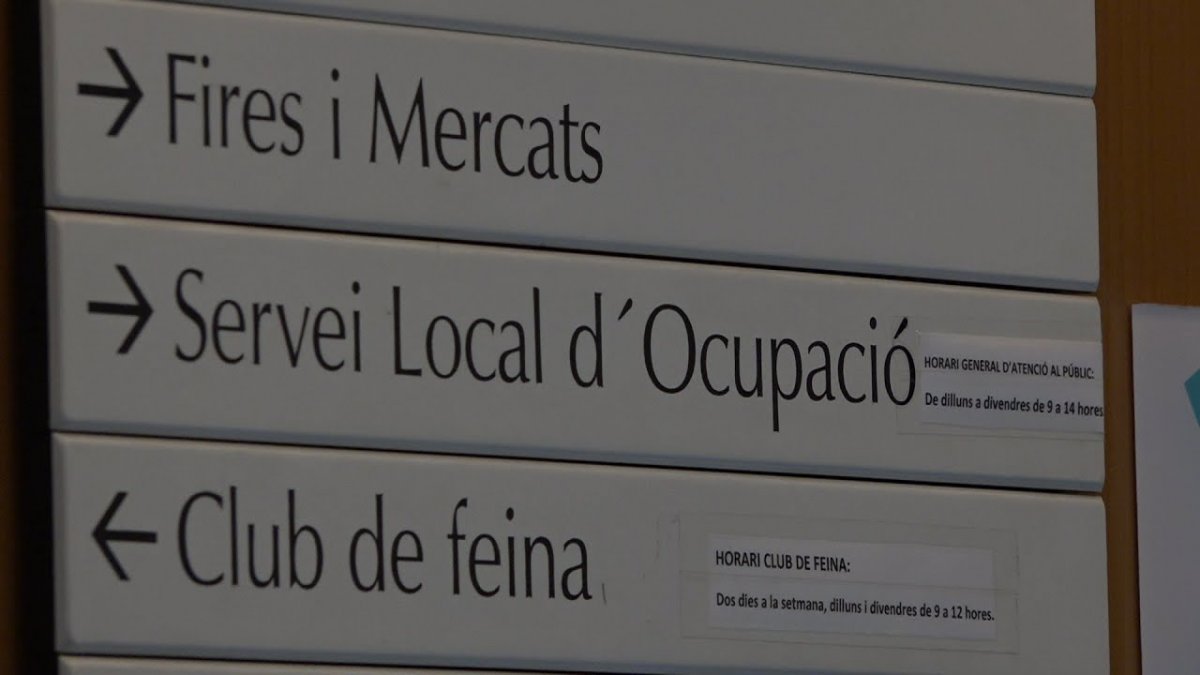 → Fires i Mercats
→ Servei Local d´Ocupació
HORARI GENERAL D'ATENCIÓ AL PÚBLIC:
De dilluns a divendres de 9 a 14 hores
← Club de feina
HORARI CLUB DE FEINA:
Dos dies a la setmana, dilluns i divendres de 9 a 12 hores.